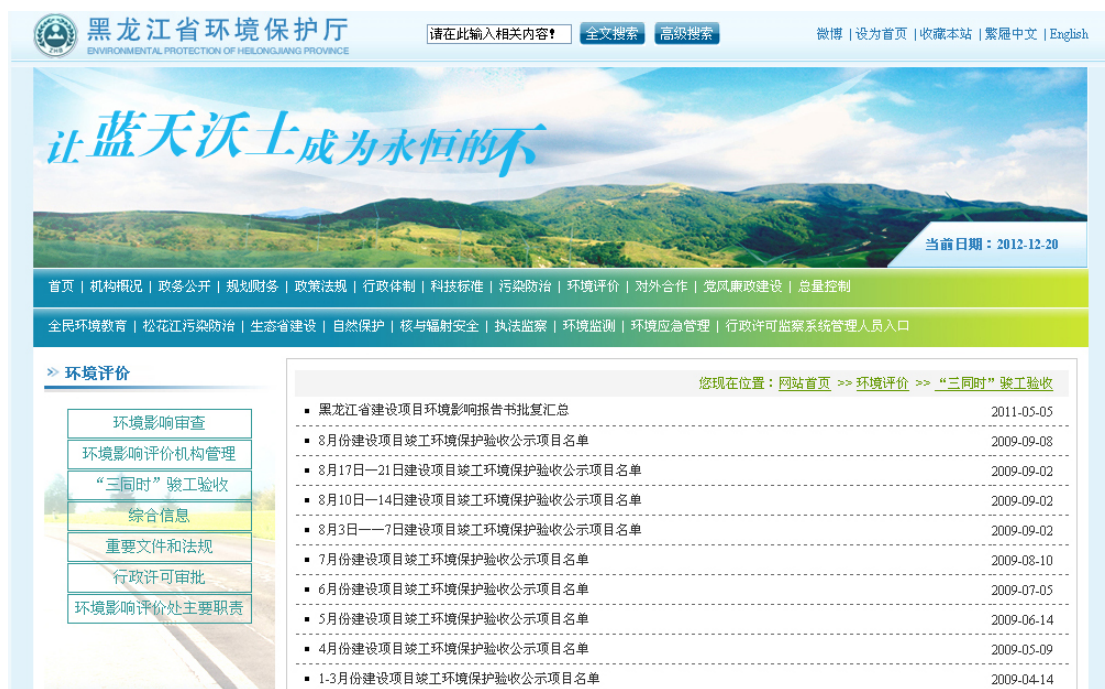 黑龙江省环境保护厅
ENVIRONMENTAL PROTECTION OF HEILONGJIANG PROVINCE
ZHB
请在此输入相关内容! 全文搜索 高级搜索
微博 | 设为首页 | 收藏本站 | 繁體中文 | English
让蓝天沃土成为永恒的不
当前日期：2012-12-20
首页 | 机构概况 | 政务公开 | 规划财务 | 政策法规 | 行政体制 | 科技标准 | 污染防治 | 环境评价 | 对外合作 | 党风廉政建设 | 总量控制
全民环境教育 | 松花江污染防治 | 生态省建设 | 自然保护 | 核与辐射安全 | 执法监察 | 环境监测 | 环境应急管理 | 行政许可监察系统管理人员入口
环境评价
环境影响审查
环境影响评价机构管理
“三同时”骏工验收
综合信息
重要文件和法规
行政许可审批
环境影响评价处主要职责
您现在位置：网站首页 >> 环境评价 >> “三同时”骏工验收
黑龙江省建设项目环境影响报告书批复汇总 2011-05-05
8月份建设项目竣工环境保护验收公示项目名单 2009-09-08
8月17日—21日建设项目竣工环境保护验收公示项目名单 2009-09-02
8月10日—14日建设项目竣工环境保护验收公示项目名单 2009-09-02
8月3日——7日建设项目竣工环境保护验收公示项目名单 2009-09-02
7月份建设项目竣工环境保护验收公示项目名单 2009-08-10
6月份建设项目竣工环境保护验收公示项目名单 2009-07-05
5月份建设项目竣工环境保护验收公示项目名单 2009-06-14
4月份建设项目竣工环境保护验收公示项目名单 2009-05-09
1-3月份建设项目竣工环境保护验收公示项目名单 2009-04-14